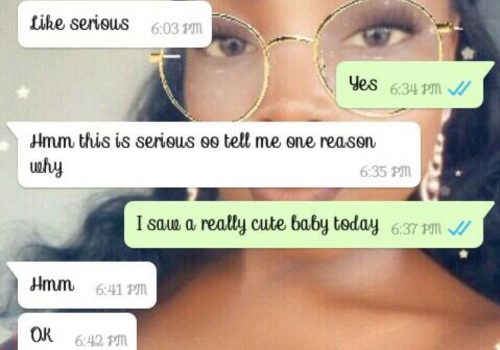 Like serious 6:03 PM
Yes 6:34 PM
Hmm this is serious oo tell me one reason
why 6:35 PM
I saw a really cute baby today 6:37 PM
Hmm 6:41 PM
OK 6:42 PM